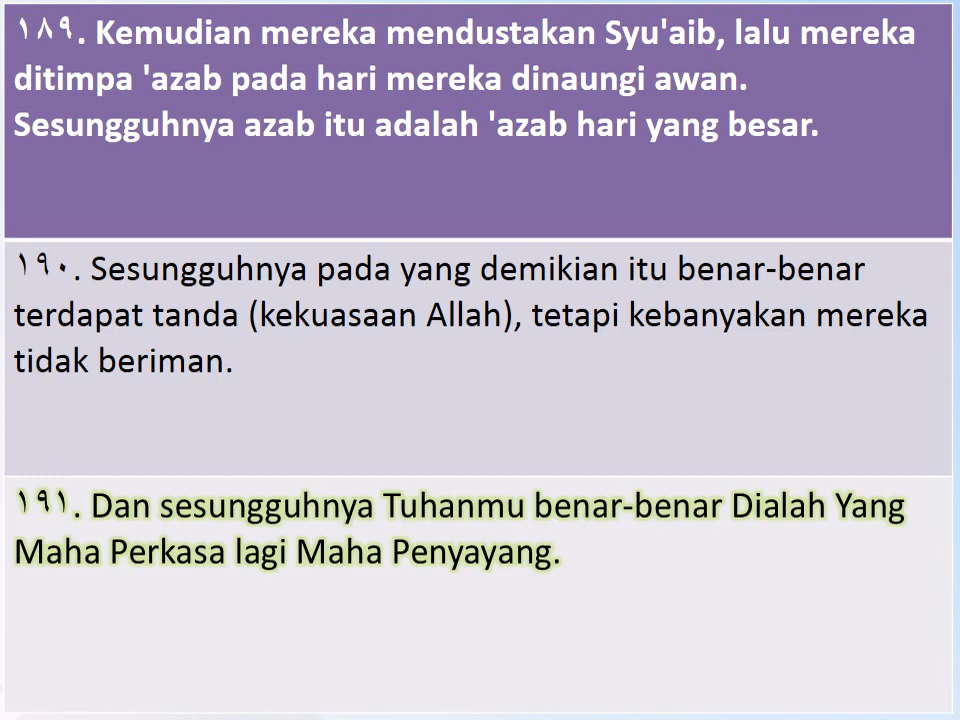 ١٨٩. Kemudian mereka mendustakan Syu'aib, lalu mereka
ditimpa 'azab pada hari mereka dinaungi awan.
Sesungguhnya azab itu adalah 'azab hari yang besar.
١٩٠. Sesungguhnya pada yang demikian itu benar-benar
terdapat tanda (kekuasaan Allah), tetapi kebanyakan mereka
tidak beriman.
١٩١. Dan sesungguhnya Tuhanmu benar-benar Dialah Yang
Maha Perkasa lagi Maha Penyayang.